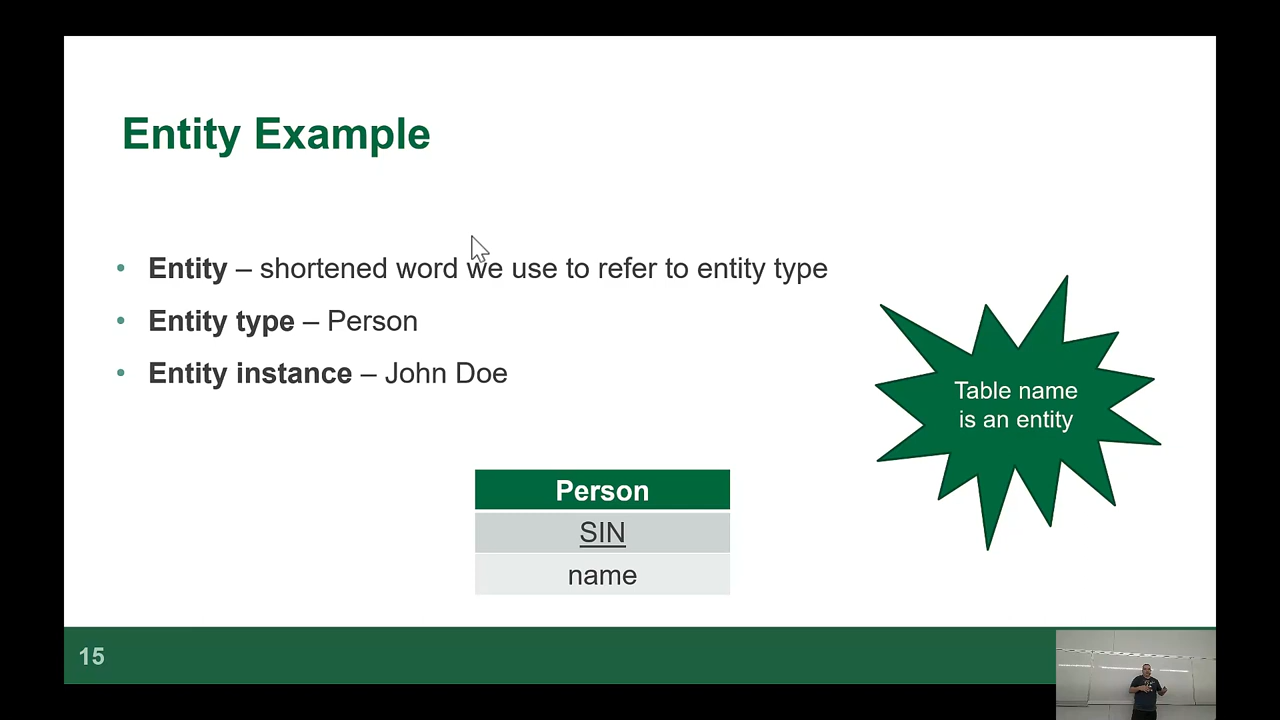 Entity Example
• Entity – shortened word we use to refer to entity type
• Entity type – Person
• Entity instance – John Doe
Table name
is an entity
Person
SIN
name
15